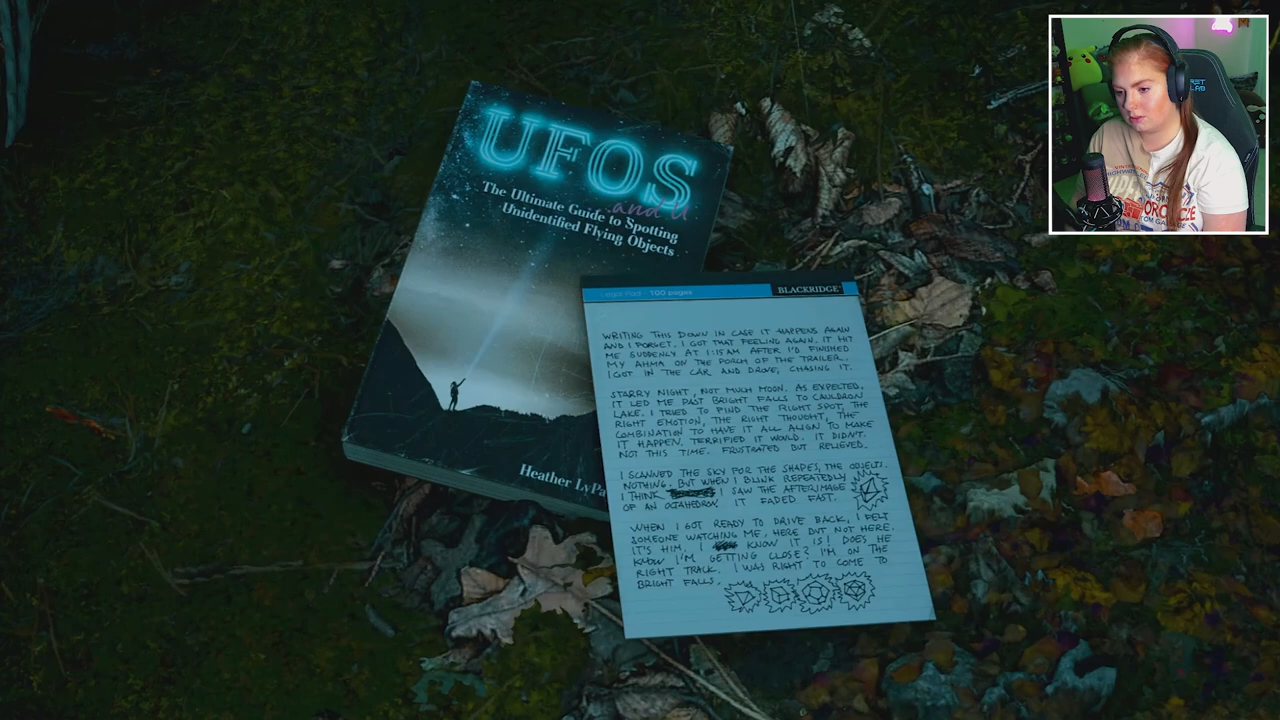 UFOS
and U
The Ultimate Guide to Spotting
Unidentified Flying Objects
Heather LyPa
Legal Pad - 100 pages
BLACKRIDGE
WRITING THIS DOWN IN CASE IT HAPPENS AGAIN
AND I FORGET. I GOT THAT FEELING AGAIN. IT HIT
ME SUDDENLY AT 1:15AM AFTER I'D FINISHED
MY AHMA ON THE PORCH OF THE TRAILER.
I GOT IN THE CAR AND DROVE, CHASING IT.
STARRY NIGHT, NOT MUCH MOON. AS EXPECTED,
IT LED ME PAST BRIGHT FALLS TO CAULDRON
LAKE. I TRIED TO FIND THE RIGHT SPOT, THE
RIGHT EMOTION, THE RIGHT THOUGHT, THE
COMBINATION TO HAVE IT ALL ALIGN TO MAKE
IT HAPPEN. TERRIFIED IT WOULD. IT DIDN'T.
NOT THIS TIME. FRUSTRATED BUT RELIEVED.
I SCANNED THE SKY FOR THE SHAPES, THE OBJECTS.
NOTHING. BUT WHEN I BLINK REPEATEDLY
I THINK I SAW THE AFTERIMAGE
OF AN OCTAHEDRON. IT FADED FAST.
WHEN I GOT READY TO DRIVE BACK, I FELT
SOMEONE WATCHING ME, HERE BUT NOT HERE.
IT'S HIM. I KNOW IT IS! DOES HE
KNOW I'M GETTING CLOSE? I'M ON THE
RIGHT TRACK. I WAS RIGHT TO COME TO
BRIGHT FALLS.